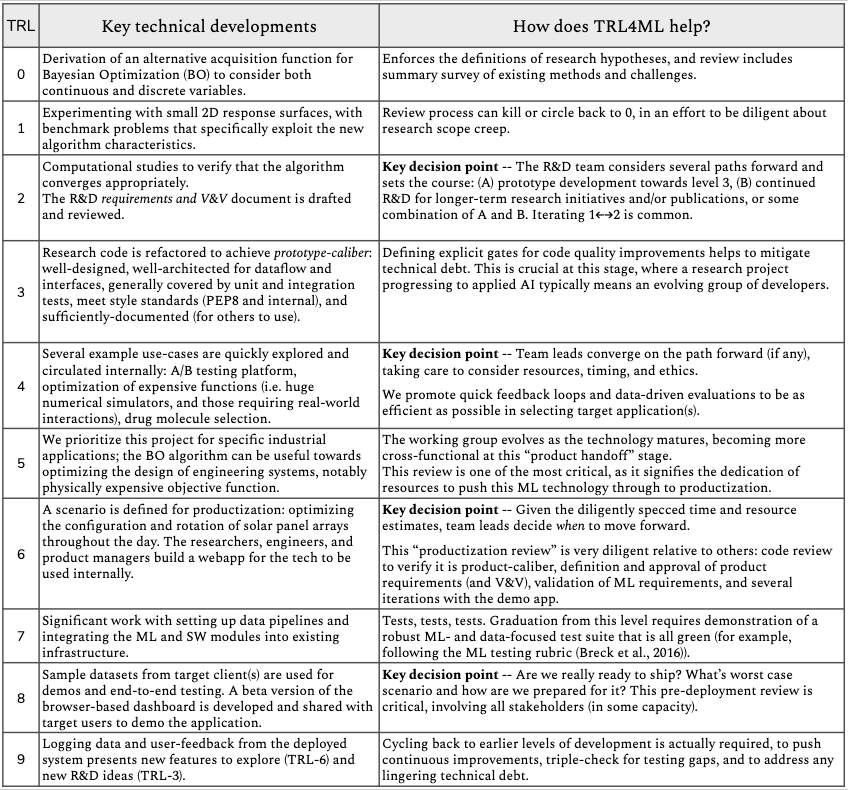 TRL Key technical developments How does TRL4ML help?
0
Derivation of an alternative acquisition function for
Bayesian Optimization (BO) to consider both
continuous and discrete variables.
Enforces the definitions of research hypotheses, and review includes
summary survey of existing methods and challenges.
1
Experimenting with small 2D response surfaces, with
benchmark problems that specifically exploit the new
algorithm characteristics.
Review process can kill or circle back to 0, in an effort to be diligent about
research scope creep.
2
Computational studies to verify that the algorithm
converges appropriately.
The R&D requirements and V&V document is drafted
and reviewed.
Key decision point -- The R&D team considers several paths forward and
sets the course: (A) prototype development towards level 3, (B) continued
R&D for longer-term research initiatives and/or publications, or some
combination of A and B. Iterating 1↔2 is common.
3
Research code is refactored to achieve prototype-caliber:
well-designed, well-architected for dataflow and
interfaces, generally covered by unit and integration
tests, meet style standards (PEP8 and internal), and
sufficiently-documented (for others to use).
Defining explicit gates for code quality improvements helps to mitigate
technical debt. This is crucial at this stage, where a research project
progressing to applied AI typically means an evolving group of developers.
4
Several example use-cases are quickly explored and
circulated internally: A/B testing platform,
optimization of expensive functions (i.e. huge
numerical simulators, and those requiring real-world
interactions), drug molecule selection.
Key decision point -- Team leads converge on the path forward (if any),
taking care to consider resources, timing, and ethics.
We promote quick feedback loops and data-driven evaluations to be as
efficient as possible in selecting target application(s).
5
We prioritize this project for specific industrial
applications; the BO algorithm can be useful towards
optimizing the design of engineering systems, notably
physically expensive objective function.
The working group evolves as the technology matures, becoming more
cross-functional at this “product handoff” stage.
This review is one of the most critical, as it signifies the dedication of
resources to push this ML technology through to productization.
6
A scenario is defined for productization: optimizing
the configuration and rotation of solar panel arrays
throughout the day. The researchers, engineers, and
product managers build a webapp for the tech to be
used internally.
Key decision point -- Given the diligently specced time and resource
estimates, team leads decide when to move forward.
This “productization review” is very diligent relative to others: code review
to verify it is product-caliber, definition and approval of product
requirements (and V&V), validation of ML requirements, and several
iterations with the demo app.
7
Significant work with setting up data pipelines and
integrating the ML and SW modules into existing
infrastructure.
Tests, tests, tests. Graduation from this level requires demonstration of a
robust ML- and data-focused test suite that is all green (for example,
following the ML testing rubric (Breck et al., 2016)).
8
Sample datasets from target client(s) are used for
demos and end-to-end testing. A beta version of the
browser-based dashboard is developed and shared with
target users to demo the application.
Key decision point -- Are we really ready to ship? What’s worst case
scenario and how are we prepared for it? This pre-deployment review is
critical, involving all stakeholders (in some capacity).
9
Logging data and user-feedback from the deployed
system presents new features to explore (TRL-6) and
new R&D ideas (TRL-3).
Cycling back to earlier levels of development is actually required, to push
continuous improvements, triple-check for testing gaps, and to address any
lingering technical debt.